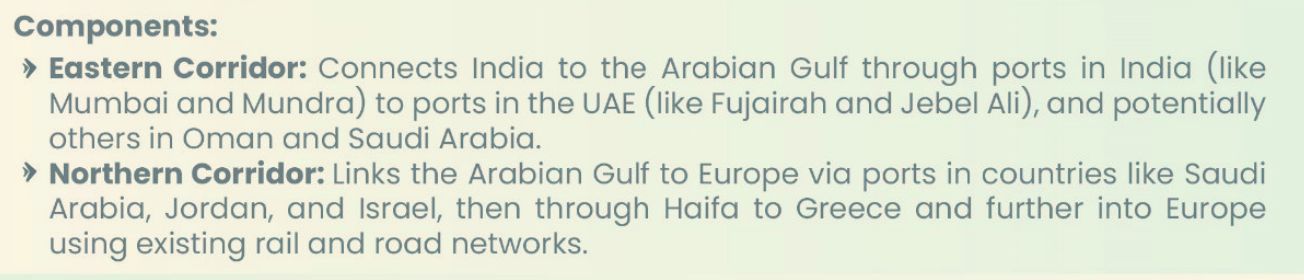 Components:
Eastern Corridor: Connects India to the Arabian Gulf through ports in India (like
Mumbai and Mundra) to ports in the UAE (like Fujairah and Jebel Ali), and potentially
others in Oman and Saudi Arabia.
Northern Corridor: Links the Arabian Gulf to Europe via ports in countries like Saudi
Arabia, Jordan, and Israel, then through Haifa to Greece and further into Europe
using existing rail and road networks.